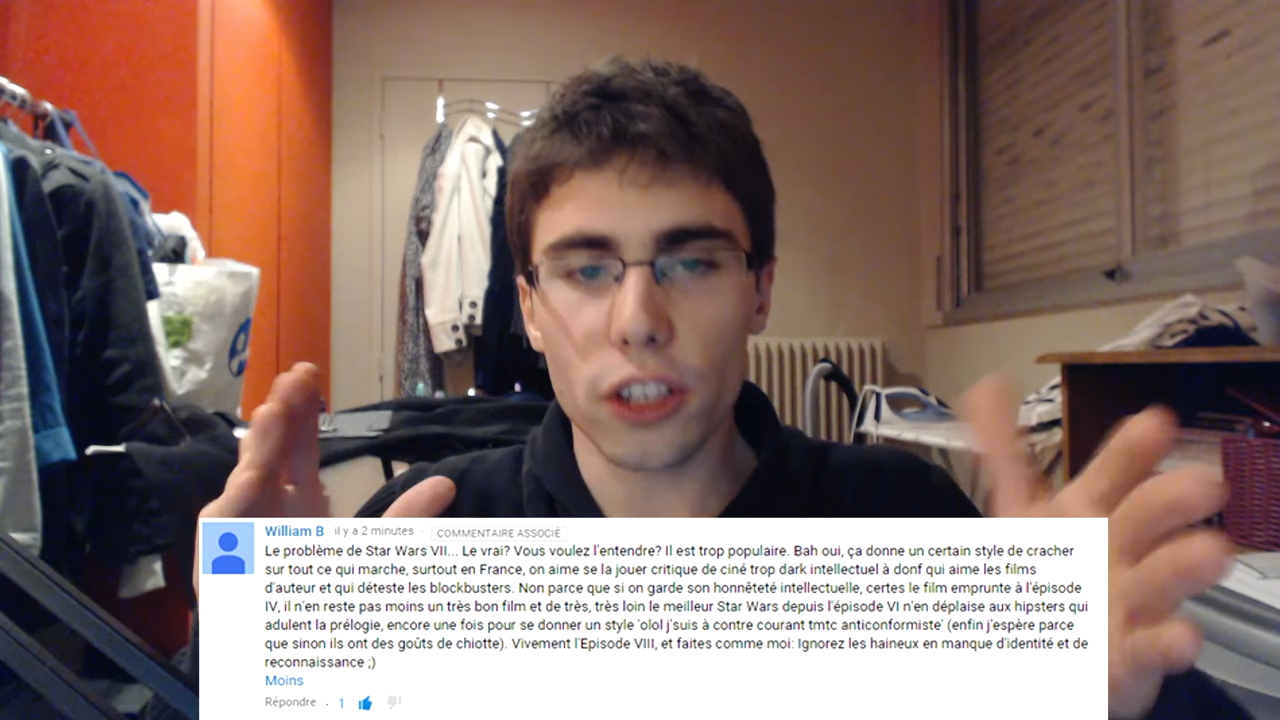 William B il y a 2 minutes · COMMENTAIRE ASSOCIÉ
Le problème de Star Wars VII... Le vrai? Vous voulez l'entendre? Il est trop populaire. Bah oui, ça donne un certain style de cracher
sur tout ce qui marche, surtout en France, on aime se la jouer critique de ciné trop dark intellectuel à donf qui aime les films
d'auteur et qui déteste les blockbusters. Non parce que si on garde son honnêteté intellectuelle, certes le film emprunte à l'épisode
IV, il n'en reste pas moins un très bon film et de très, très loin le meilleur Star Wars depuis l'épisode VI n'en déplaise aux hipsters qui
adulent la prélogie, encore une fois pour se donner un style 'olol j'suis à contre courant tmtc anticonformiste' (enfin j'espère parce
que sinon ils ont des goûts de chiotte). Vivement l'Episode VIII, et faites comme moi: Ignorez les haineux en manque d'identité et de
reconnaissance ;)
Moins
Répondre · 1